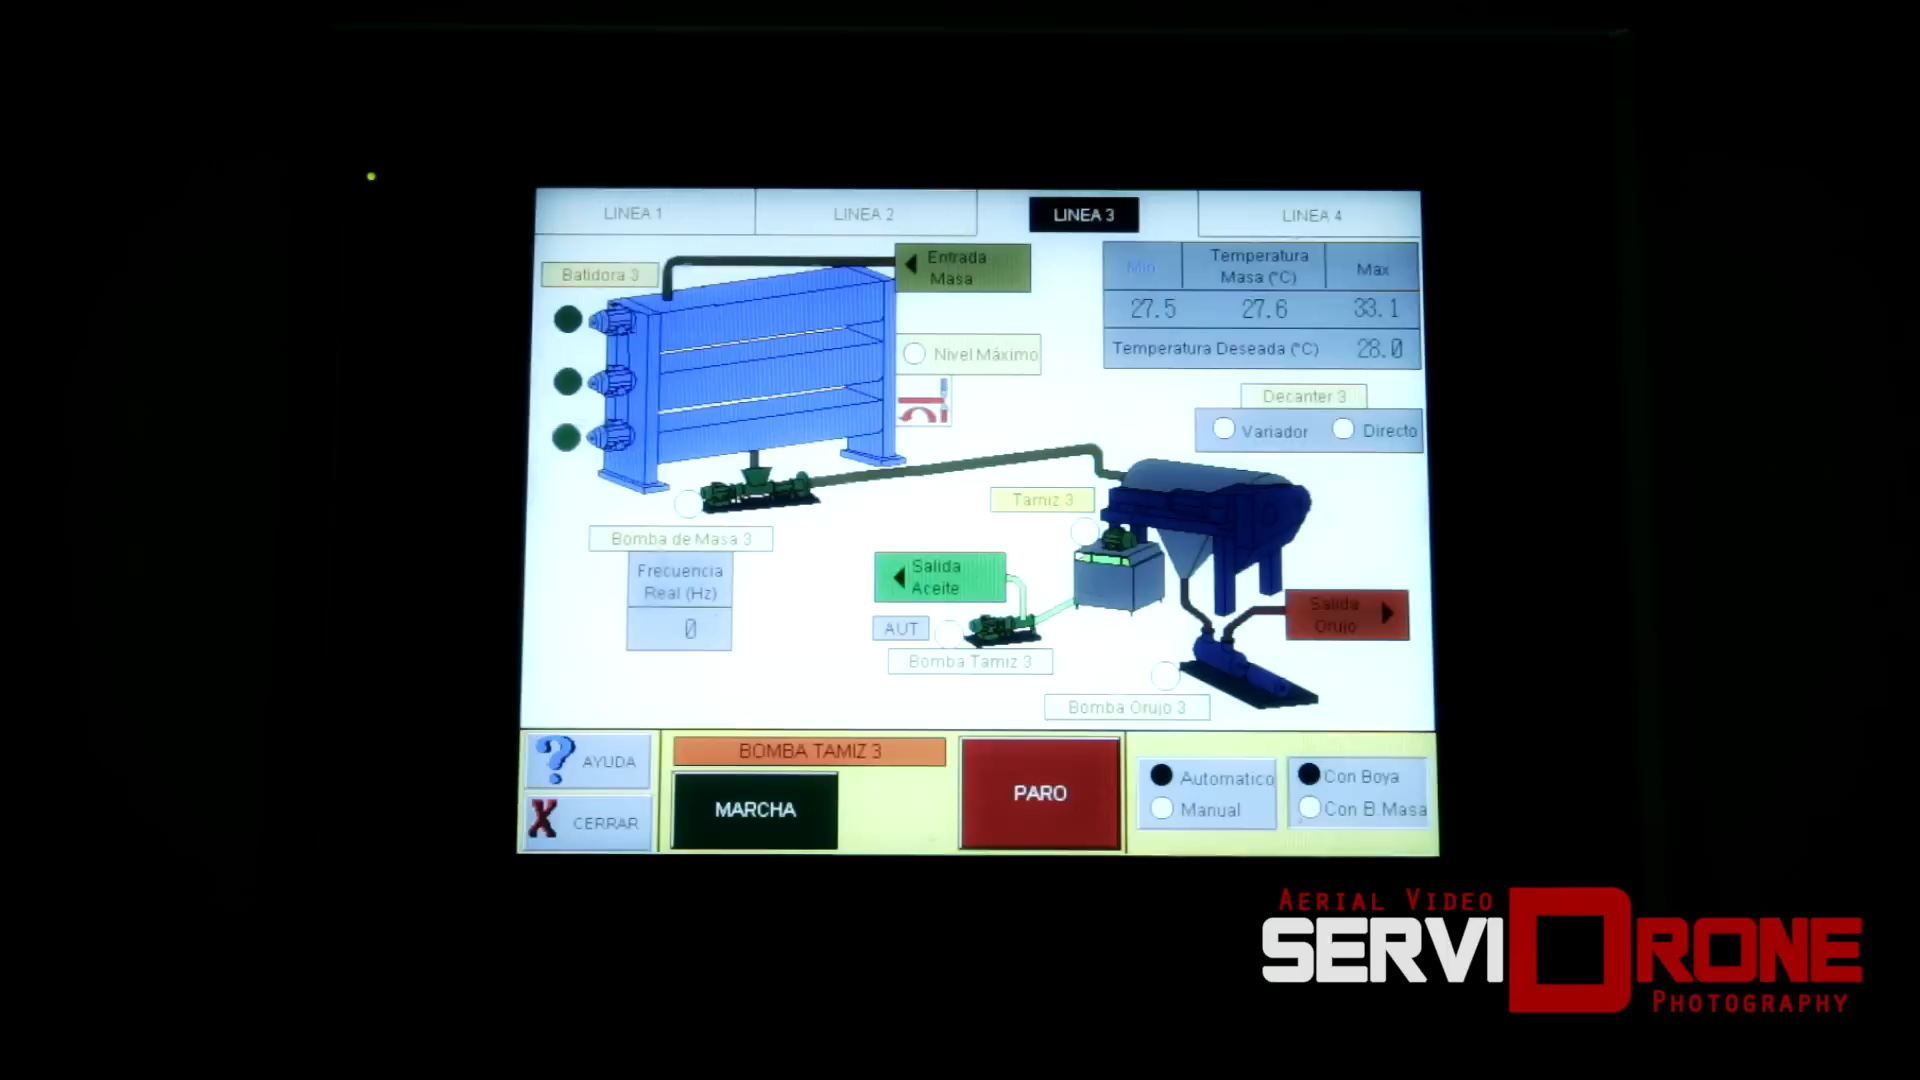 LINEA 1
LINEA 2
LINEA 3
LINEA 4
Batidora 3
Entrada
Masa
Min
Temperatura
Masa (°C)
Max
27.5
27.6
33.1
Temperatura Deseada (°C)
28.0
Nivel Máximo
Decanter 3
Variador
Directo
Tamiz 3
Bomba de Masa 3
Frecuencia
Real (Hz)
0
Salida
Aceite
AUT
Bomba Tamiz 3
Salida
Orujo
Bomba Orujo 3
AYUDA
CERRAR
BOMBA TAMIZ 3
MARCHA
PARO
Automatico
Manual
Con Boya
Con B.Masa
AERIAL VIDEO
SERVIDRONE
PHOTOGRAPHY